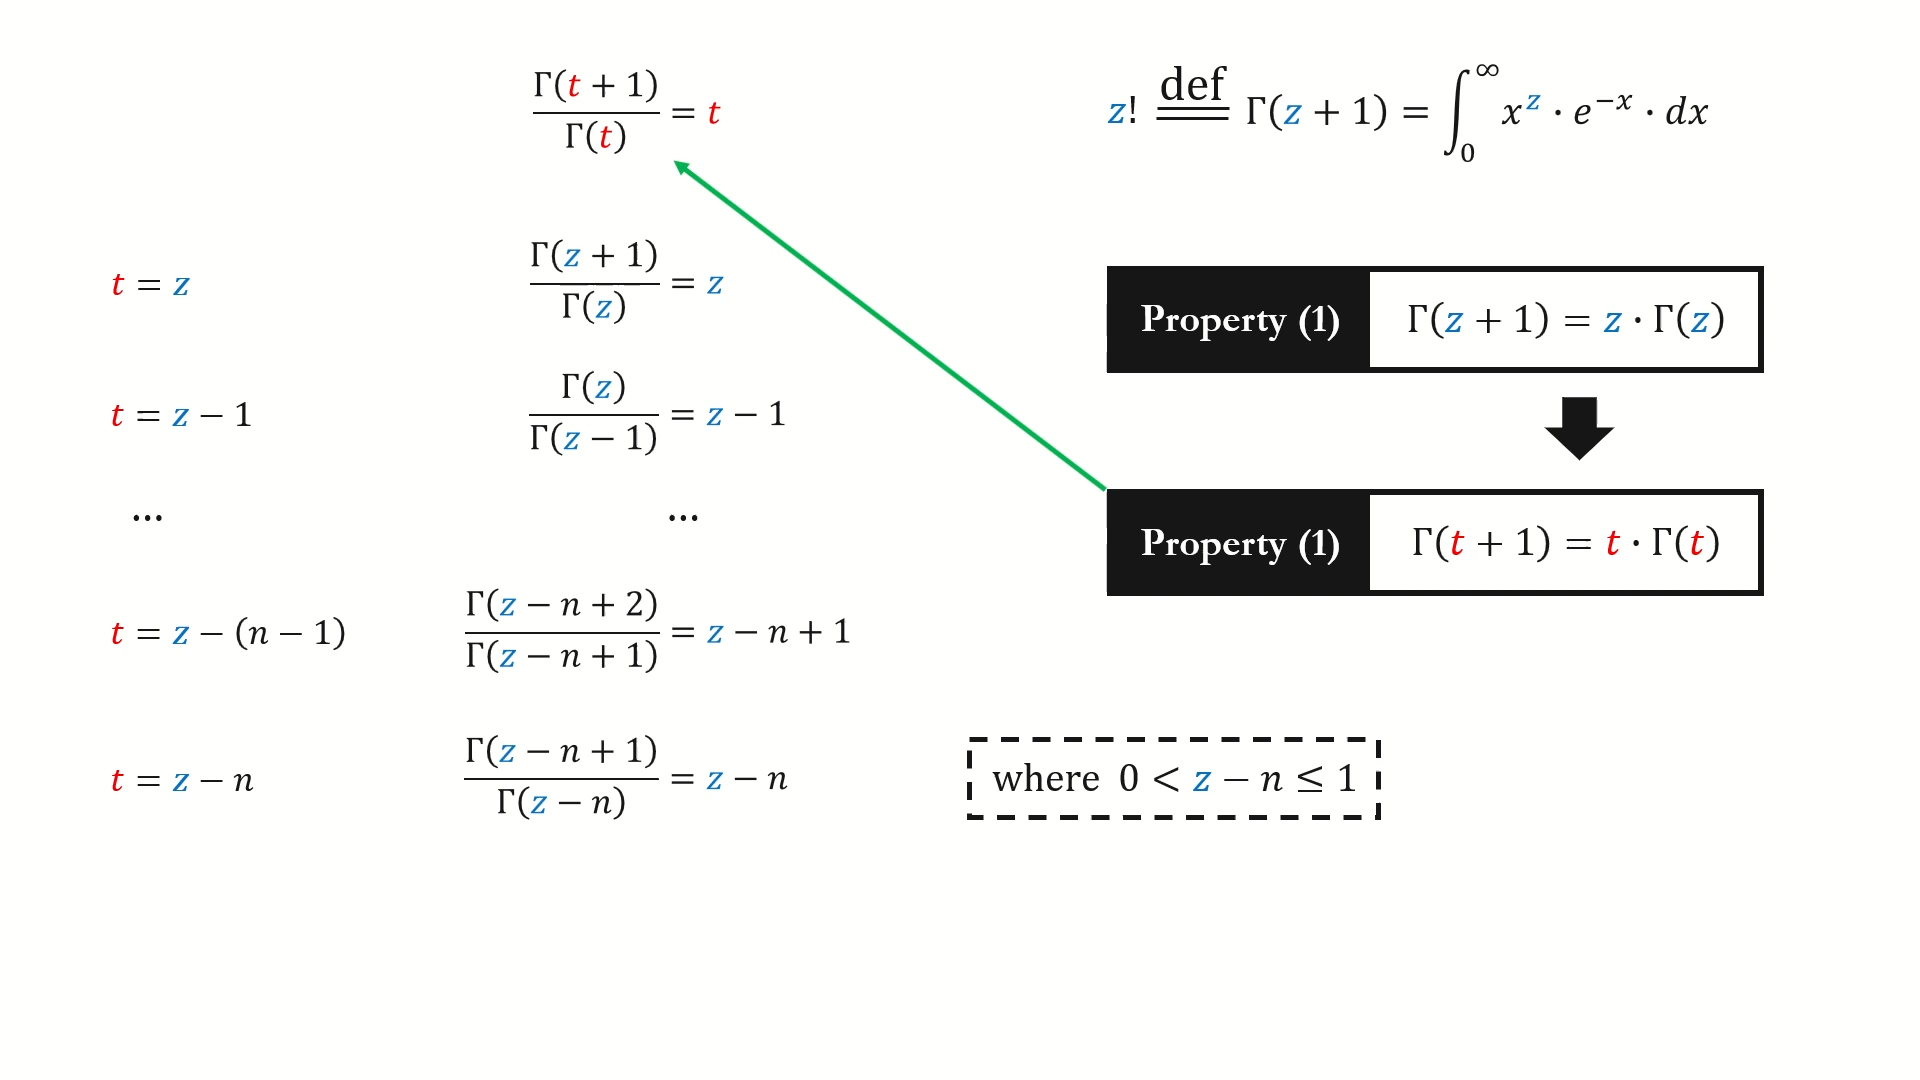 Γ(t + 1)/Γ(t) = t
z! def Γ(z + 1) = ∫₀^∞ x^z · e^{−x} · dx
t = z
Γ(z + 1)/Γ(z) = z
Property (1) Γ(z + 1) = z · Γ(z)
t = z − 1
Γ(z)/Γ(z − 1) = z − 1
... ...
Property (1) Γ(t + 1) = t · Γ(t)
t = z − (n − 1)
Γ(z − n + 2)/Γ(z − n + 1) = z − n + 1
t = z − n
Γ(z − n + 1)/Γ(z − n) = z − n
where 0 < z − n ≤ 1